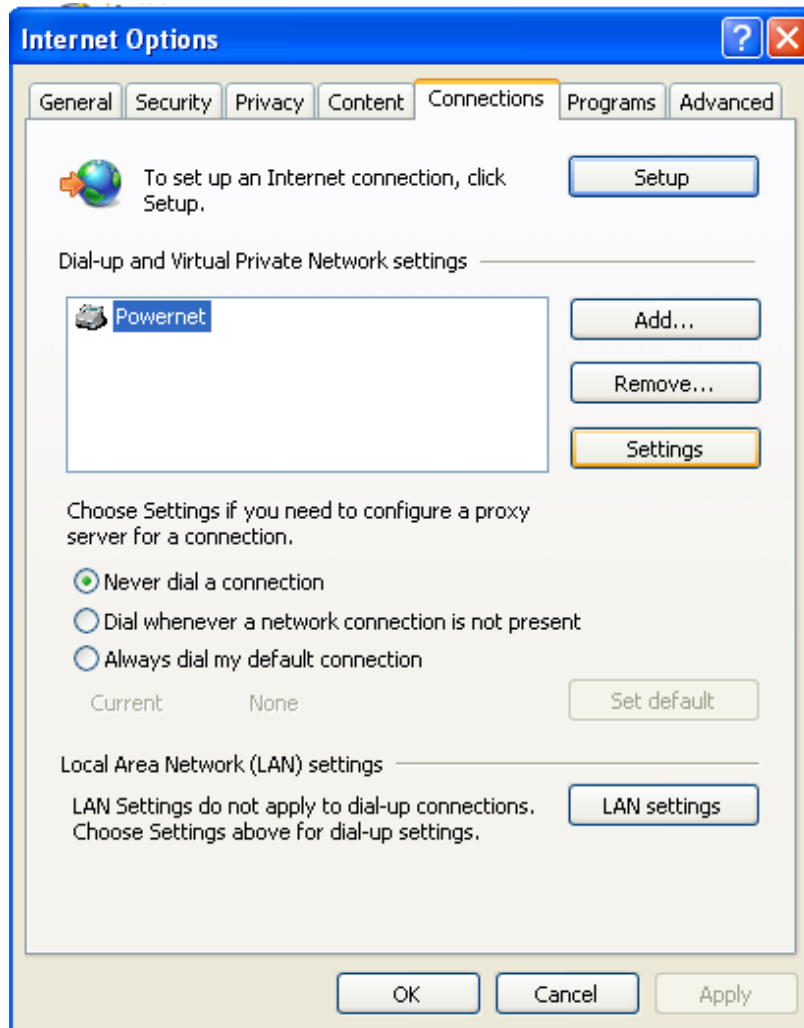 Internet Options
General Security Privacy Content Connections Programs Advanced
To set up an Internet connection, click
Setup.
Setup
Dial-up and Virtual Private Network settings
Powernet
Add...
Remove...
Settings
Choose Settings if you need to configure a proxy
server for a connection.
Never dial a connection
Dial whenever a network connection is not present
Always dial my default connection
Current None Set default
Local Area Network (LAN) settings
LAN Settings do not apply to dial-up connections.
Choose Settings above for dial-up settings.
LAN settings
OK Cancel Apply